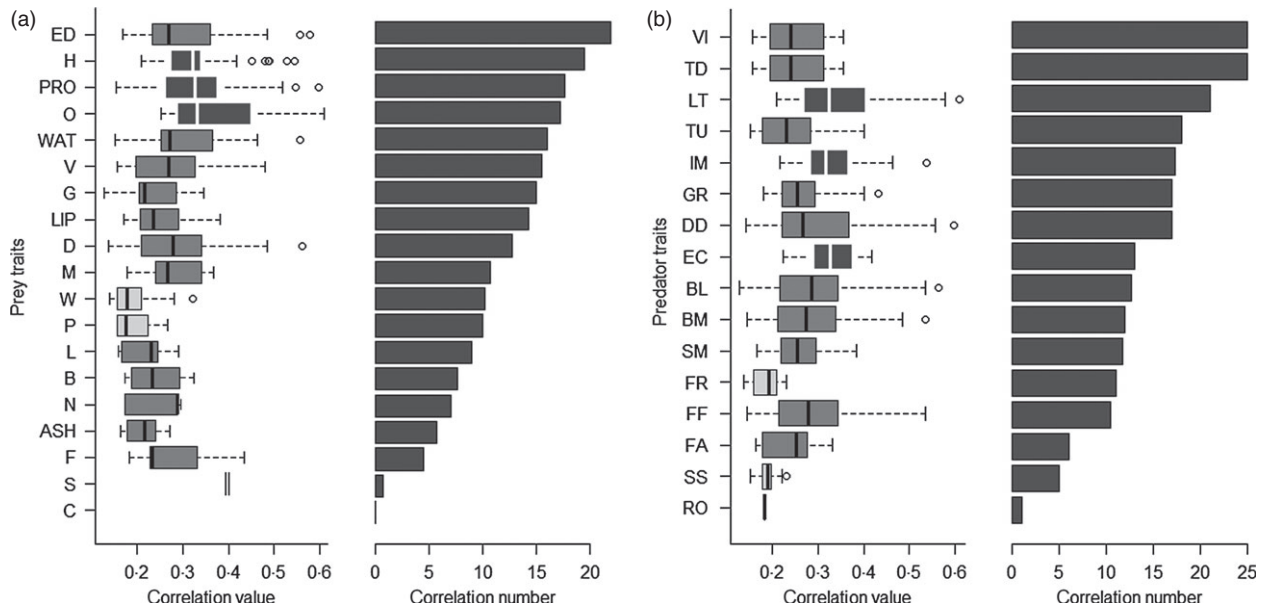 (a)
Prey traits
ED
H
PRO
O
WAT
V
G
LIP
D
M
W
P
L
B
N
ASH
F
S
C
0·2 0·3 0·4 0·5 0·6
Correlation value
0 5 10 15 20
Correlation number
(b)
Predator traits
VI
TD
LT
TU
IM
GR
DD
EC
BL
BM
SM
FR
FF
FA
SS
RO
0·2 0·3 0·4 0·5 0·6
Correlation value
0 5 10 15 20 25
Correlation number